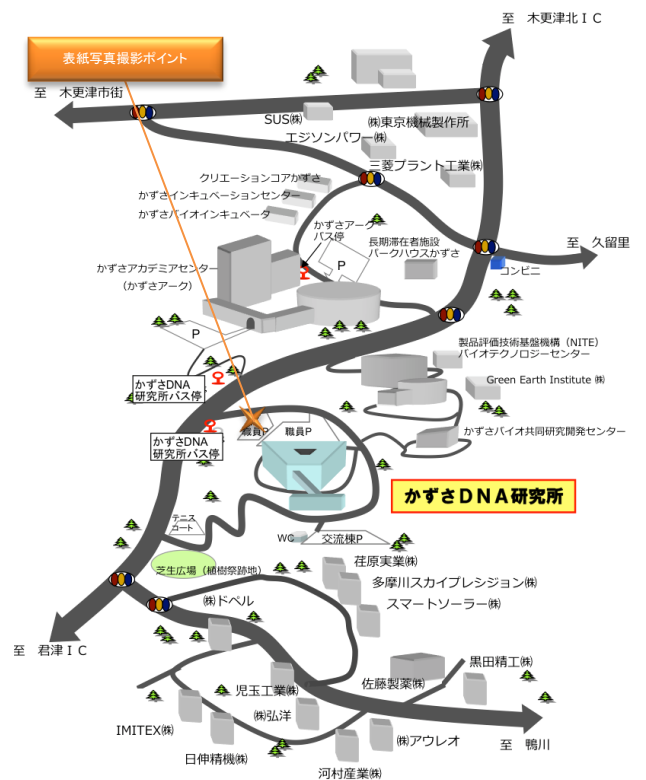 至　木更津北ＩＣ
表紙写真撮影ポイント
至　木更津市街
SUS㈱
㈱東京機械製作所
エジソンパワー㈱
三菱プラント工業㈱
クリエーションコアかずさ
かずさインキュベーションセンター
かずさバイオインキュベータ
かずさアーク
バス停
長期滞在者施設
パークハウスかずさ
至　久留里
コンビニ
P
かずさアカデミアセンター
（かずさアーク）
P
製品評価技術基盤機構（NITE）
バイオテクノロジーセンター
Green Earth Institute ㈱
かずさDNA
研究所バス停
職員P
職員P
かずさDNA
研究所バス停
かずさバイオ共同研究開発センター
かずさＤＮＡ研究所
テニス
コート
WC
交流棟P
芝生広場（植樹祭跡地）
荏原実業㈱
多摩川スカイプレシジョン㈱
スマートソーラー㈱
㈱ドベル
至　君津ＩＣ
児玉工業㈱
佐藤製薬㈱
黒田精工㈱
㈱弘洋
IMITEX㈱
㈱アウレオ
至　鴨川
日伸精機㈱
河村産業㈱